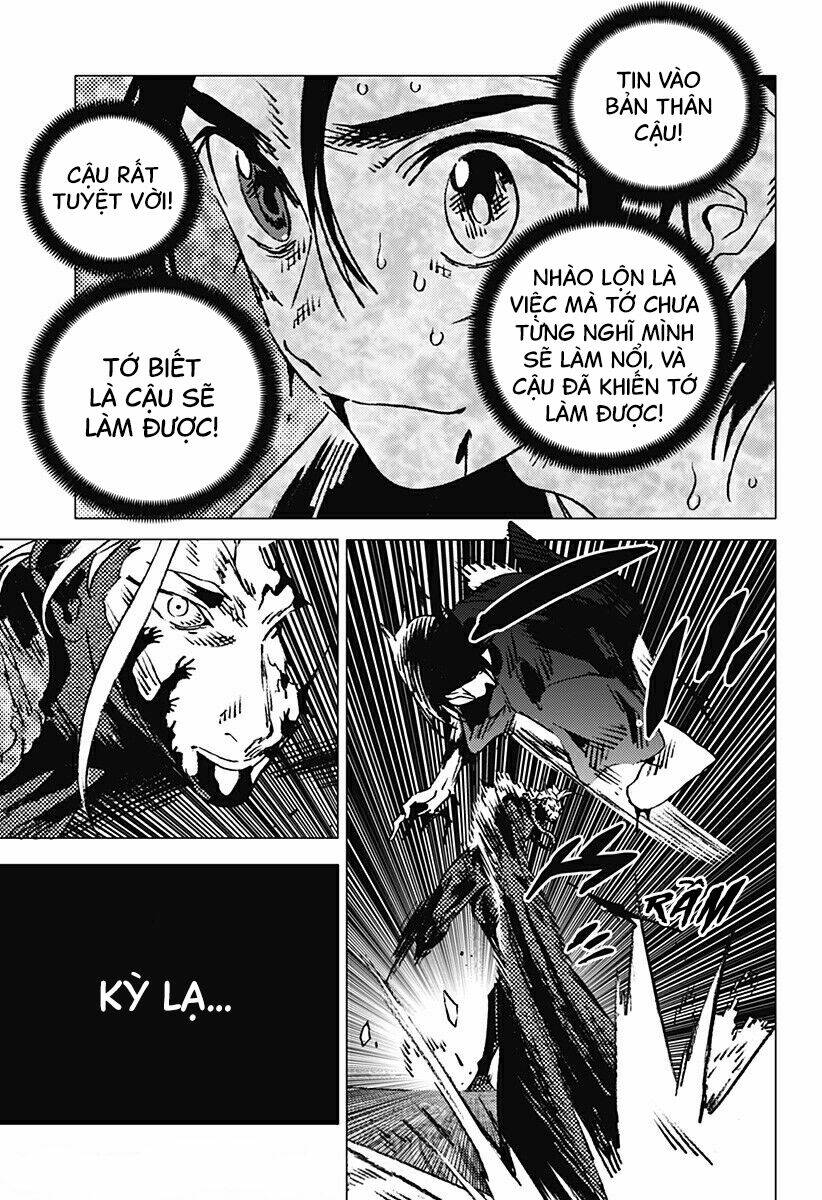 TIN VÀO
BẢN THÂN
CẬU!
CẬU RẤT
TUYỆT VỜI!
NHÀO LỘN LÀ
VIỆC MÀ TỚ CHƯA
TỪNG NGHĨ MÌNH
SẼ LÀM NỔI, VÀ
CẬU ĐÃ KHIẾN TỚ
LÀM ĐƯỢC!
TỚ BIẾT
LÀ CẬU SẼ
LÀM ĐƯỢC!
RẦM
KỲ LẠ...